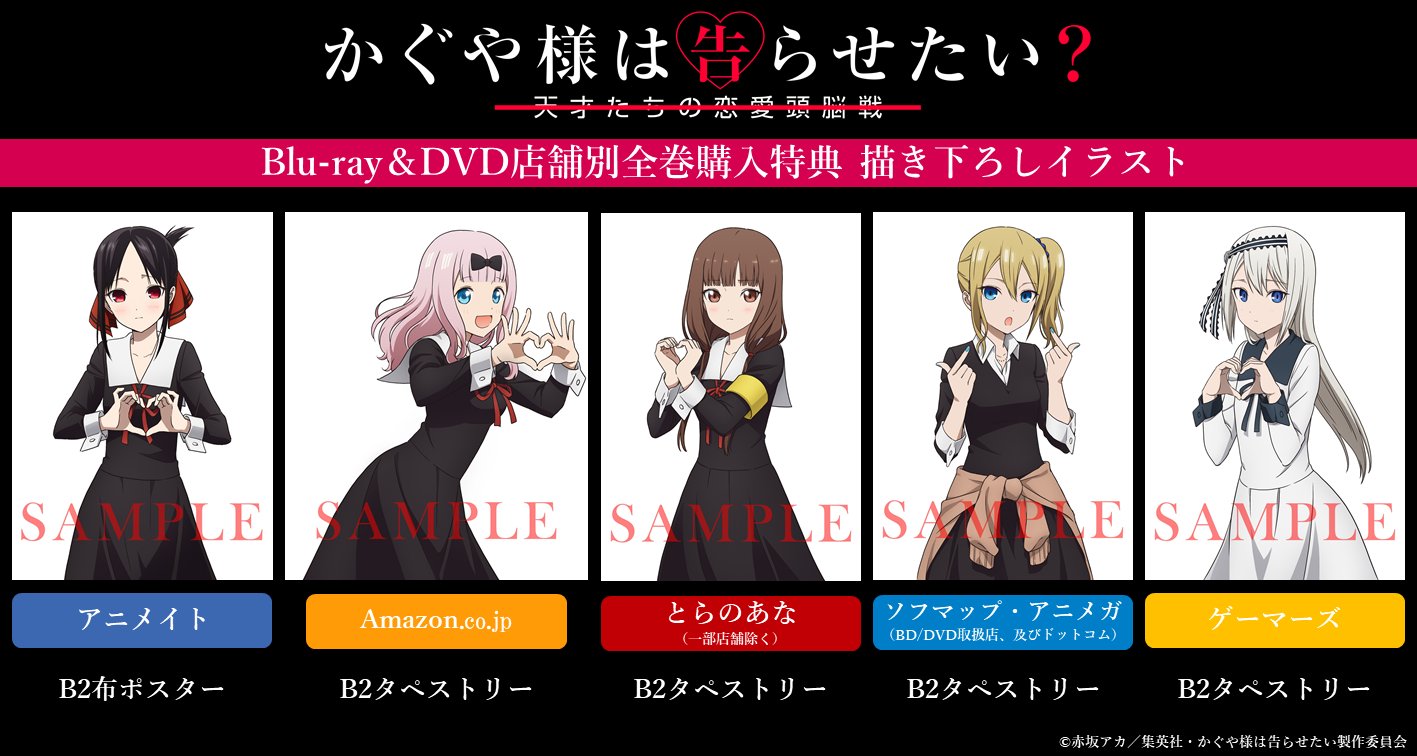 かぐや様は告らせたい？
天才たちの恋愛頭脳戦
Blu-ray＆DVD店舗別全巻購入特典 描き下ろしイラスト
SAMPLE
SAMPLE
SAMPLE
SAMPLE
SAMPLE
アニメイト
Amazon.co.jp
とらのあな
（一部店舗除く）
ソフマップ・アニメガ
（BD/DVD取扱店、及びドットコム）
ゲーマーズ
B2布ポスター
B2タペストリー
B2タペストリー
B2タペストリー
B2タペストリー
©赤坂アカ／集英社・かぐや様は告らせたい製作委員会